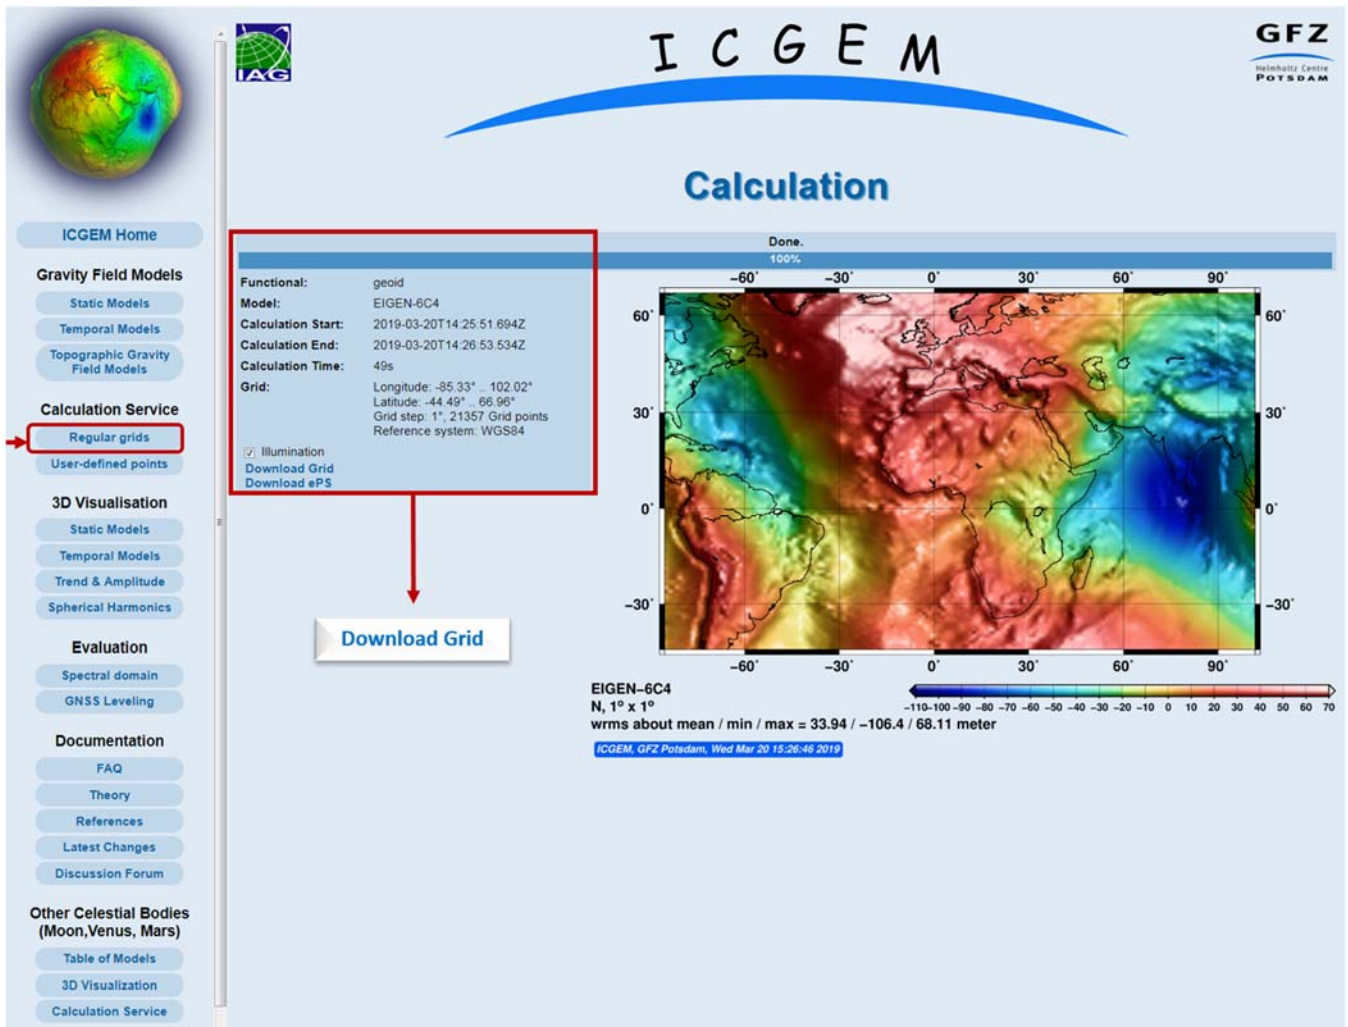 IAG
I C G E M
GFZ
Helmholtz Centre
POTSDAM
Calculation
ICGEM Home
Gravity Field Models
Static Models
Temporal Models
Topographic Gravity
Field Models
Calculation Service
Regular grids
User-defined points
3D Visualisation
Static Models
Temporal Models
Trend & Amplitude
Spherical Harmonics
Evaluation
Spectral domain
GNSS Leveling
Documentation
FAQ
Theory
References
Latest Changes
Discussion Forum
Other Celestial Bodies
(Moon,Venus, Mars)
Table of Models
3D Visualization
Calculation Service
Done.
100%
Functional: geoid
Model: EIGEN-6C4
Calculation Start: 2019-03-20T14:25:51.694Z
Calculation End: 2019-03-20T14:26:53.534Z
Calculation Time: 49s
Grid: Longitude: -85.33° .. 102.02°
Latitude: -44.49° .. 66.96°
Grid step: 1°, 21357 Grid points
Reference system: WGS84
Illumination
Download Grid
Download ePS
Download Grid
−60° −30° 0° 30° 60° 90°
60° 60°
30° 30°
0° 0°
−30° −30°
−60° −30° 0° 30° 60° 90°
EIGEN−6C4
N, 1° x 1°
−110−100 −90 −80 −70 −60 −50 −40 −30 −20 −10 0 10 20 30 40 50 60 70
wrms about mean / min / max = 33.94 / −106.4 / 68.11 meter
ICGEM, GFZ Potsdam, Wed Mar 20 15:26:46 2019